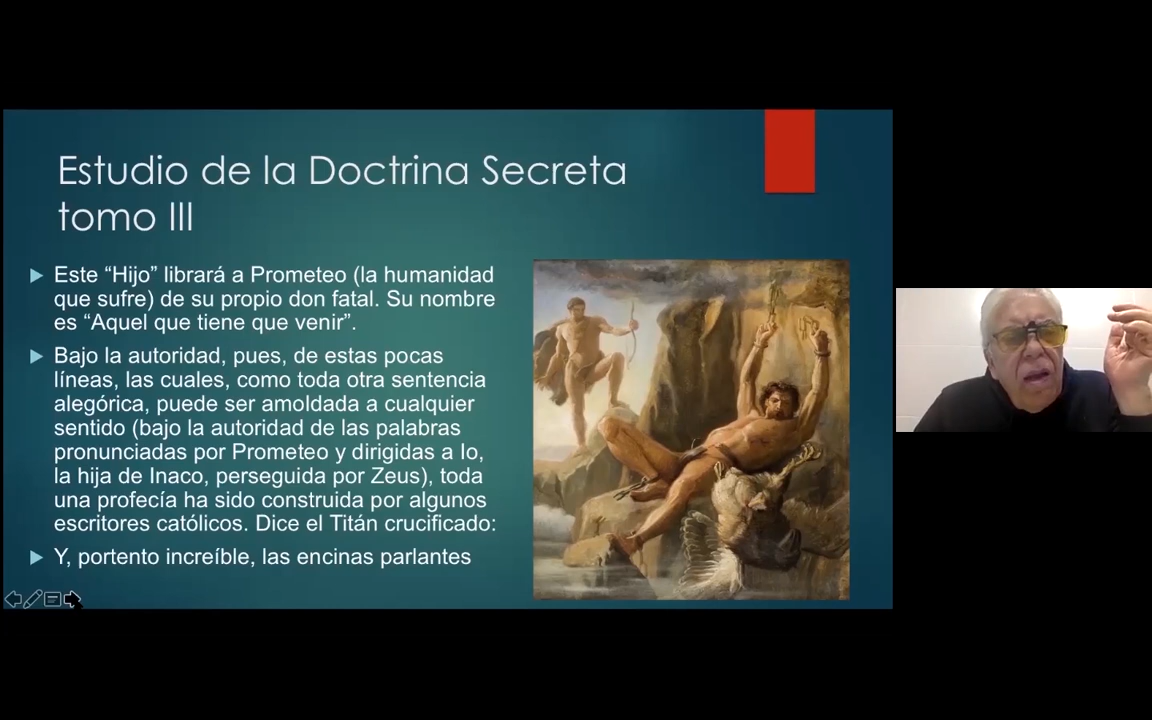 Estudio de la Doctrina Secreta
tomo III
Este “Hijo” librará a Prometeo (la humanidad
que sufre) de su propio don fatal. Su nombre
es “Aquel que tiene que venir”.
Bajo la autoridad, pues, de estas pocas
líneas, las cuales, como toda otra sentencia
alegórica, puede ser amoldada a cualquier
sentido (bajo la autoridad de las palabras
pronunciadas por Prometeo y dirigidas a Io,
la hija de Inaco, perseguida por Zeus), toda
una profecía ha sido construida por algunos
escritores católicos. Dice el Titán crucificado:
Y, portento increíble, las encinas parlantes